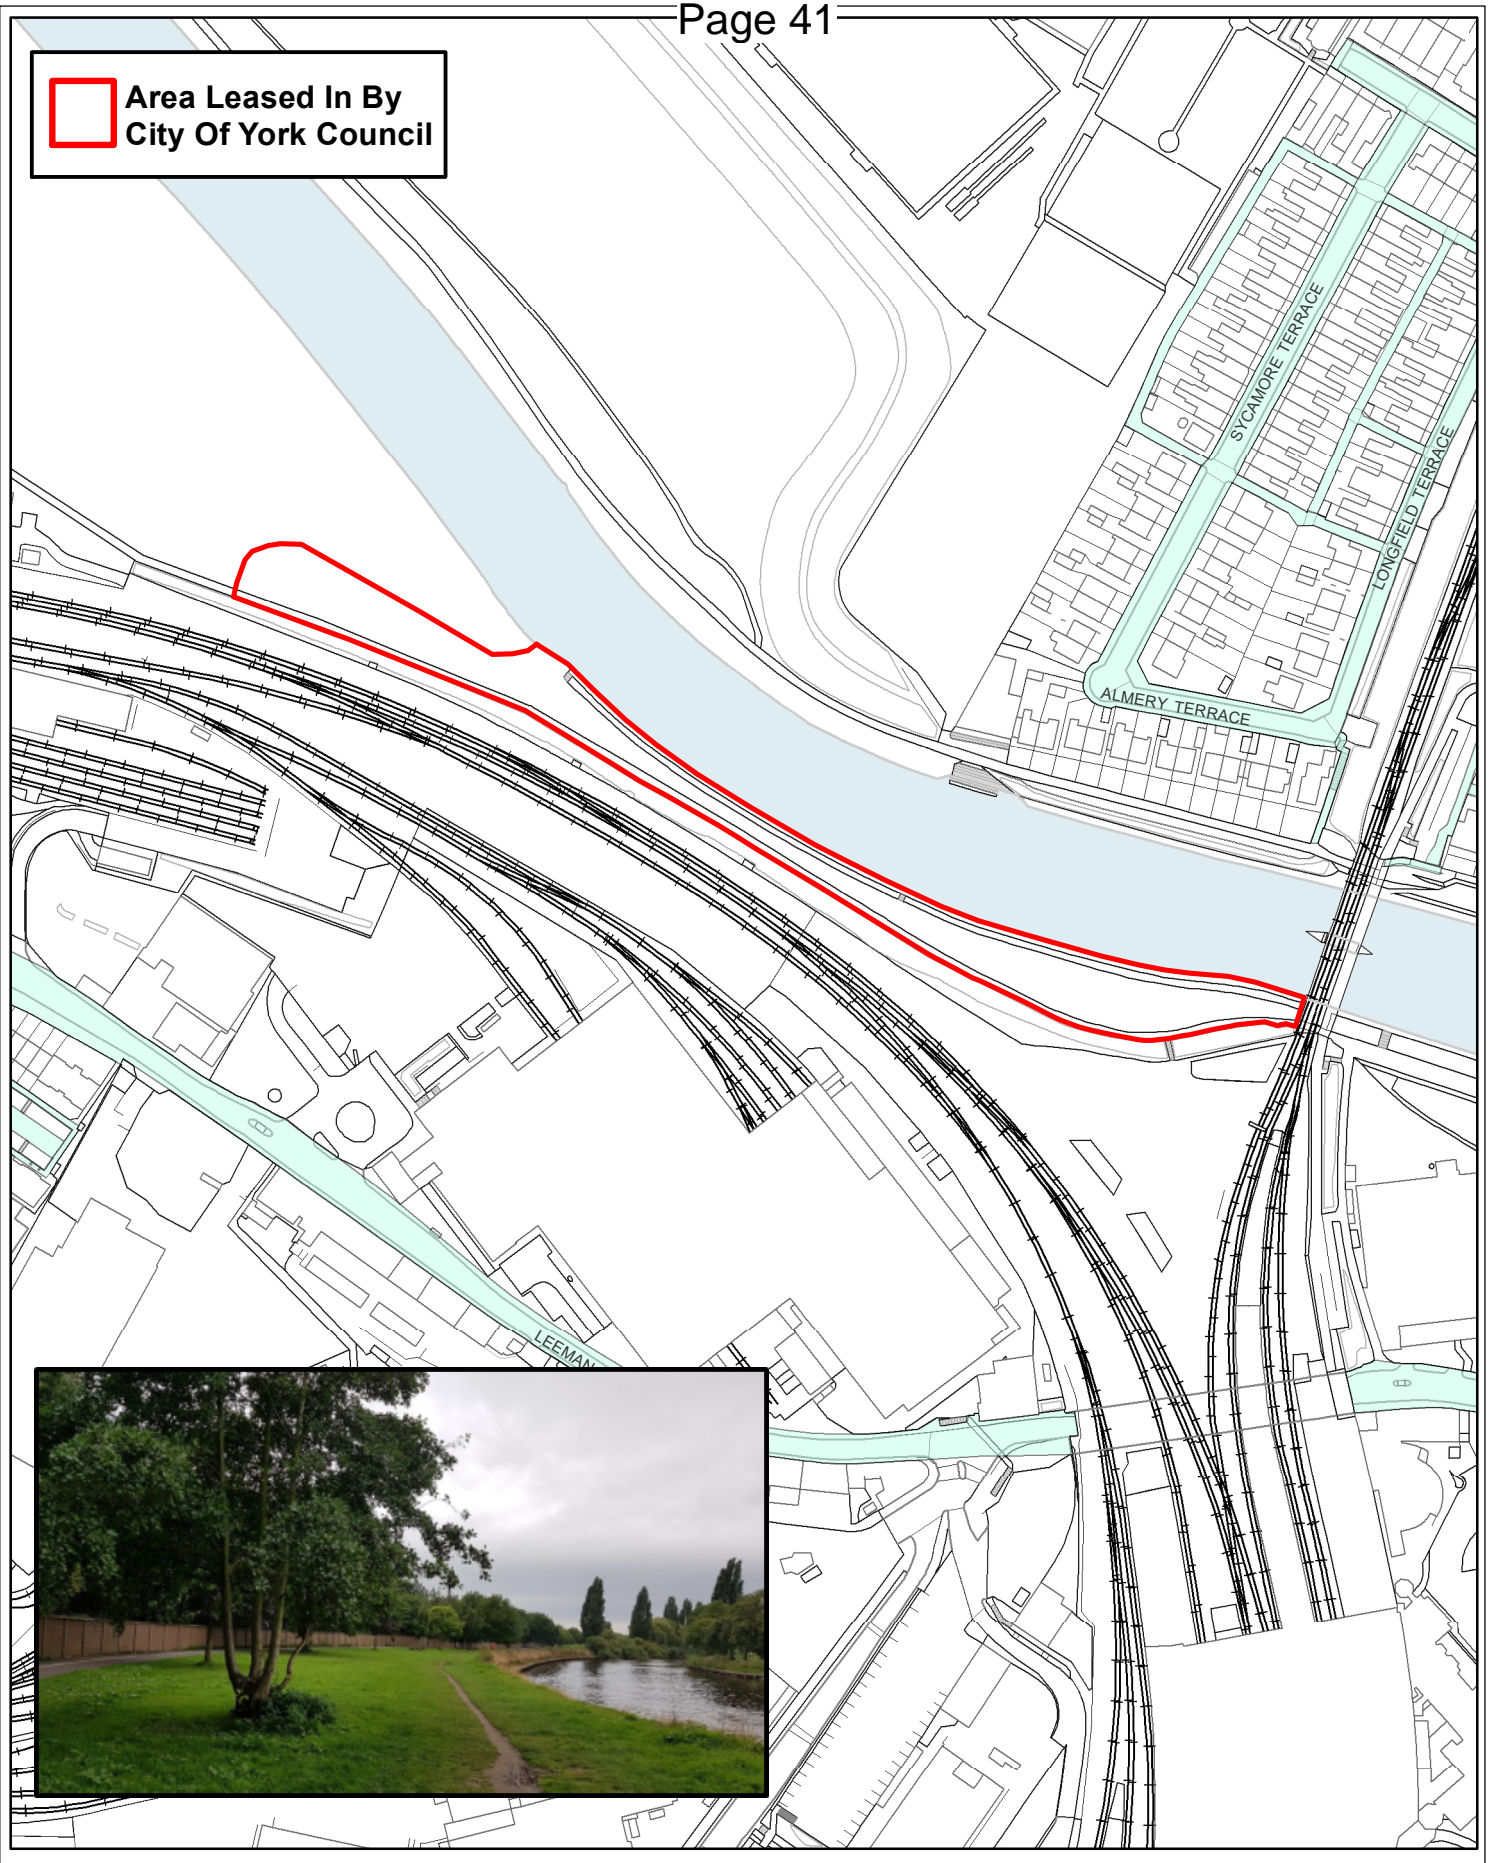 Page 41
Area Leased In By
City Of York Council
SYCAMORE TERRACE
LONGFIELD TERRACE
ALMERY TERRACE
LEEMAN